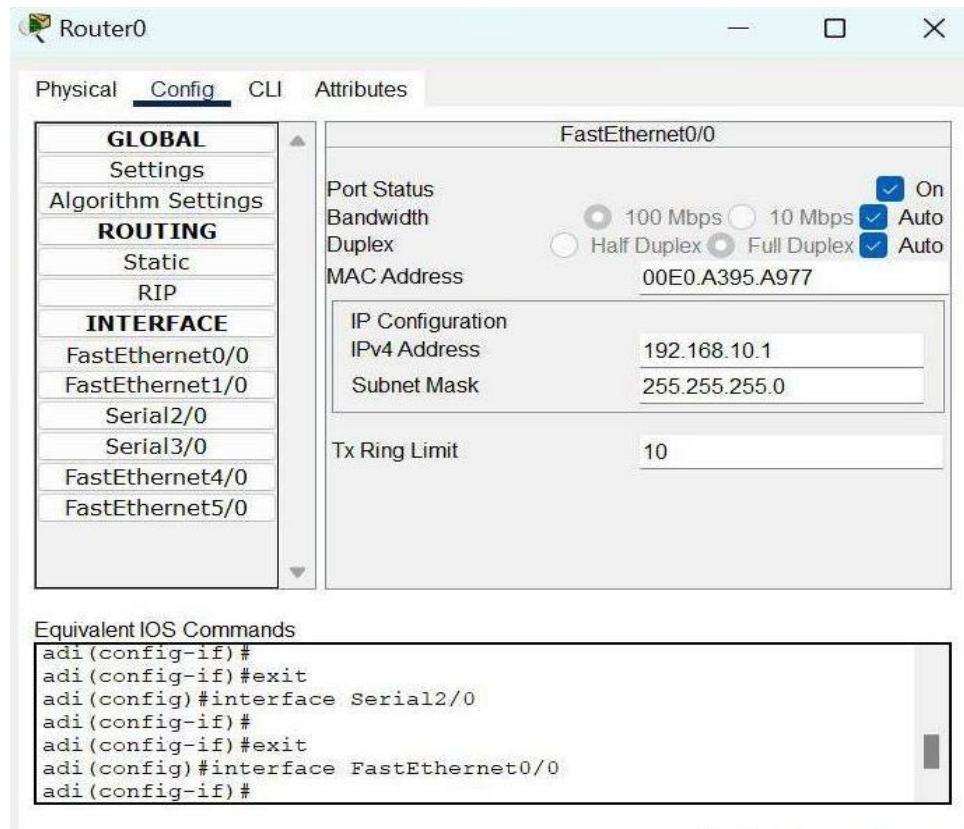 Router0
Physical Config CLI Attributes
GLOBAL
Settings
Algorithm Settings
ROUTING
Static
RIP
INTERFACE
FastEthernet0/0
FastEthernet1/0
Serial2/0
Serial3/0
FastEthernet4/0
FastEthernet5/0
FastEthernet0/0
Port Status On
Bandwidth 100 Mbps 10 Mbps Auto
Duplex Half Duplex Full Duplex Auto
MAC Address 00E0.A395.A977
IP Configuration
IPv4 Address 192.168.10.1
Subnet Mask 255.255.255.0
Tx Ring Limit 10
Equivalent IOS Commands
adi(config-if)#
adi(config-if)#exit
adi(config)#interface Serial2/0
adi(config-if)#
adi(config-if)#exit
adi(config)#interface FastEthernet0/0
adi(config-if)#